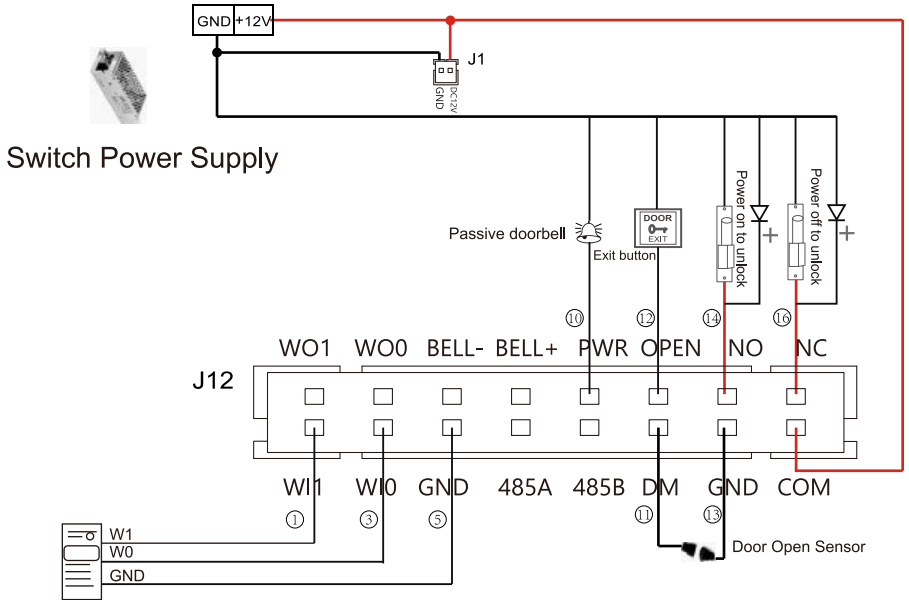 GND +12V
J1
GND
DC12V
Switch Power Supply
Passive doorbell
DOOR
EXIT
Exit button
Power on to unlock
+
Power off to unlock
+
⑩ ⑫ ⑭ ⑯
WO1 WO0 BELL- BELL+ PWR OPEN NO NC
J12
WI1 WI0 GND 485A 485B DM GND COM
① ③ ⑤ ⑪ ⑬
W1
W0
GND
Door Open Sensor